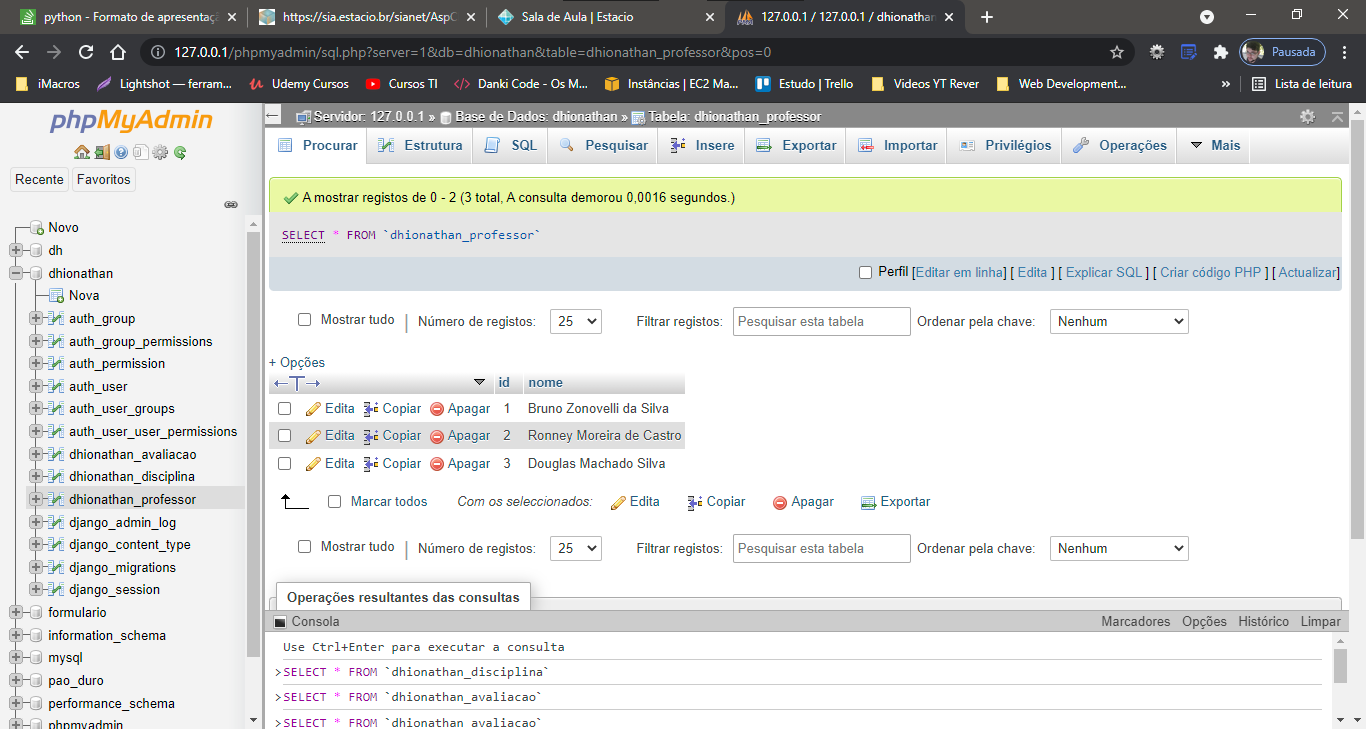 python - Formato de apresentaçã
https://sia.estacio.br/sianet/AspC
Sala de Aula | Estacio
127.0.0.1 / 127.0.0.1 / dhionathan
127.0.0.1/phpmyadmin/sql.php?server=1&db=dhionathan&table=dhionathan_professor&pos=0
Pausada
iMacros
Lightshot — ferram...
Udemy Cursos
Cursos TI
Danki Code - Os M...
Instâncias | EC2 Ma...
Estudo | Trello
Videos YT Rever
Web Development...
»
Lista de leitura
phpMyAdmin
Recente
Favoritos
Novo
dh
dhionathan
Nova
auth_group
auth_group_permissions
auth_permission
auth_user
auth_user_groups
auth_user_user_permissions
dhionathan_avaliacao
dhionathan_disciplina
dhionathan_professor
django_admin_log
django_content_type
django_migrations
django_session
formulario
information_schema
mysql
pao_duro
performance_schema
phpmyadmin
Servidor: 127.0.0.1 » Base de Dados: dhionathan » Tabela: dhionathan_professor
Procurar
Estrutura
SQL
Pesquisar
Insere
Exportar
Importar
Privilégios
Operações
Mais
A mostrar registos de 0 - 2 (3 total, A consulta demorou 0,0016 segundos.)
SELECT * FROM `dhionathan_professor`
Perfil [Editar em linha] [ Edita ] [ Explicar SQL ] [ Criar código PHP ] [ Actualizar]
Mostrar tudo | Número de registos: 25 Filtrar registos: Pesquisar esta tabela Ordenar pela chave: Nenhum
+ Opções
←T→ id nome
Edita Copiar Apagar 1 Bruno Zonovelli da Silva
Edita Copiar Apagar 2 Ronney Moreira de Castro
Edita Copiar Apagar 3 Douglas Machado Silva
Marcar todos Com os seleccionados: Edita Copiar Apagar Exportar
Mostrar tudo | Número de registos: 25 Filtrar registos: Pesquisar esta tabela Ordenar pela chave: Nenhum
Operações resultantes das consultas
Consola
Marcadores Opções Histórico Limpar
Use Ctrl+Enter para executar a consulta
>SELECT * FROM `dhionathan_disciplina`
>SELECT * FROM `dhionathan_avaliacao`
>SELECT * FROM `dhionathan_avaliacao`